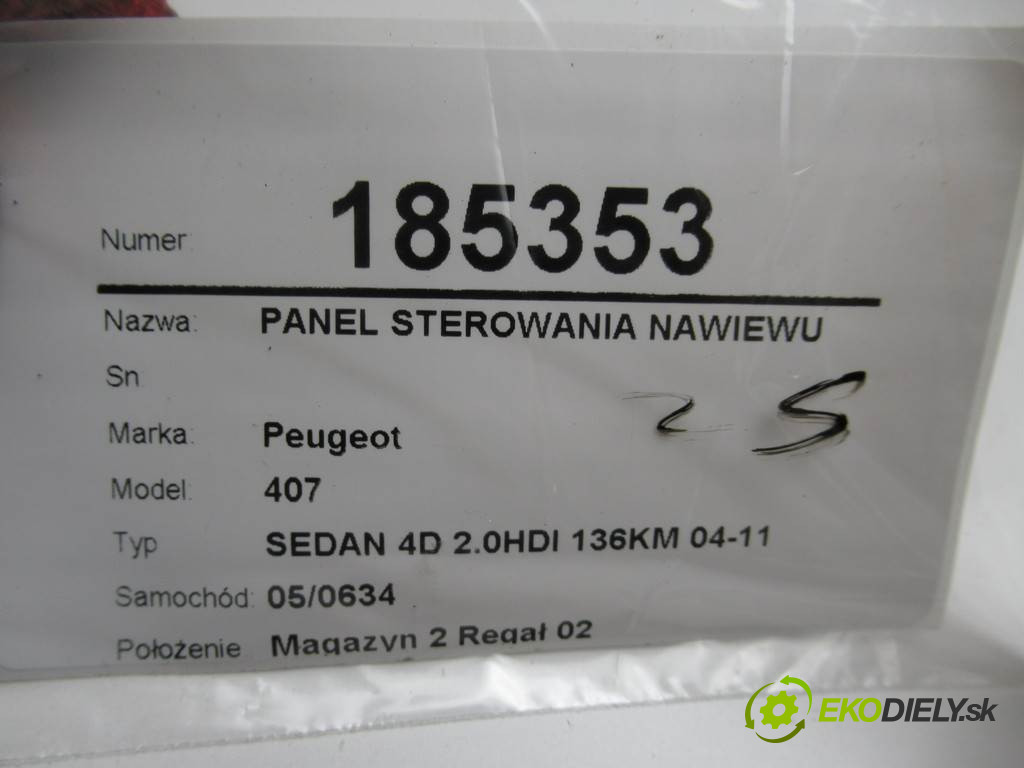 Numer: 185353
Nazwa: PANEL STEROWANIA NAWIEWU
Sn
25
Marka: Peugeot
Model: 407
Typ SEDAN 4D 2.0HDI 136KM 04-11
Samochód: 05/0634
Położenie Magazyn 2 Regał 02
EKODIELY.sk